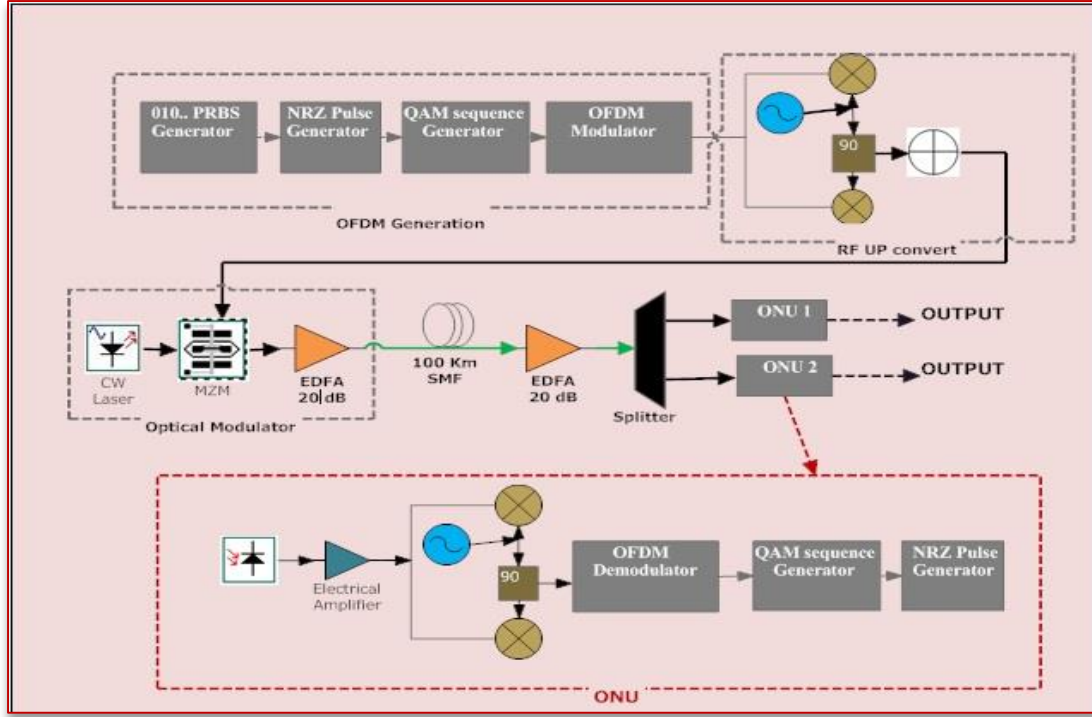 010.. PRBS
Generator
NRZ Pulse
Generator
QAM sequence
Generator
OFDM
Modulator
OFDM Generation
90
RF UP convert
CW
Laser
MZM
EDFA
20 dB
Optical Modulator
100 Km
SMF
EDFA
20 dB
Splitter
ONU 1
OUTPUT
ONU 2
OUTPUT
Electrical
Amplifier
90
OFDM
Demodulator
QAM sequence
Generator
NRZ Pulse
Generator
ONU